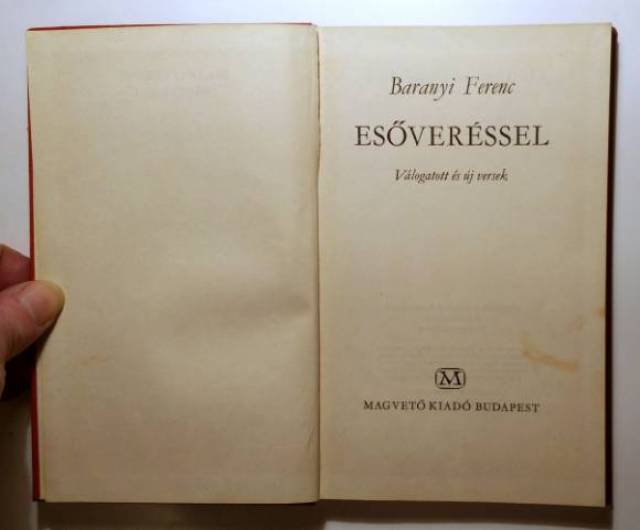 Baranyi Ferenc
ESŐVERÉSSEL
Válogatott és új versek
M
MAGVETŐ KIADÓ BUDAPEST